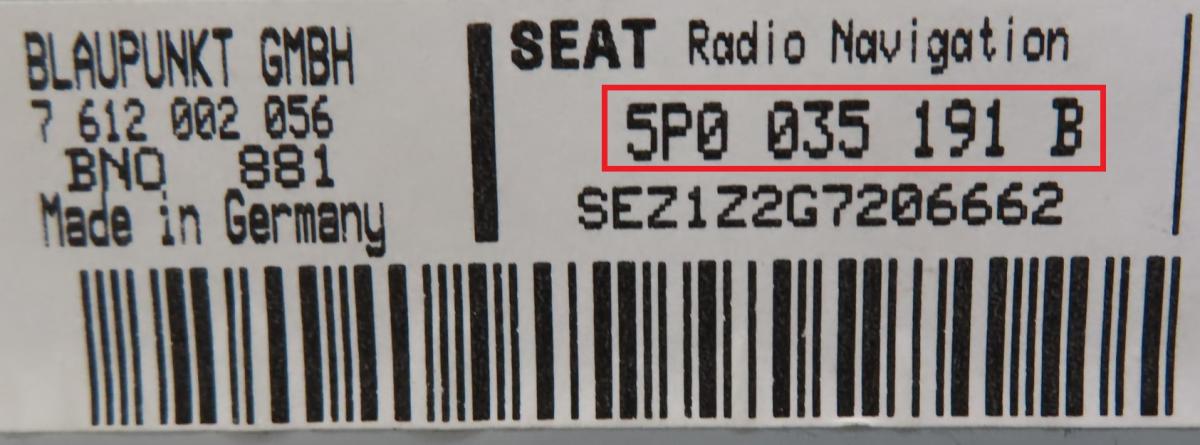 BLAUPUNKT GMBH
7 612 002 056
BNO 881
Made in Germany
SEAT Radio Navigation
5P0 035 191 B
SEZ1Z2G7206662